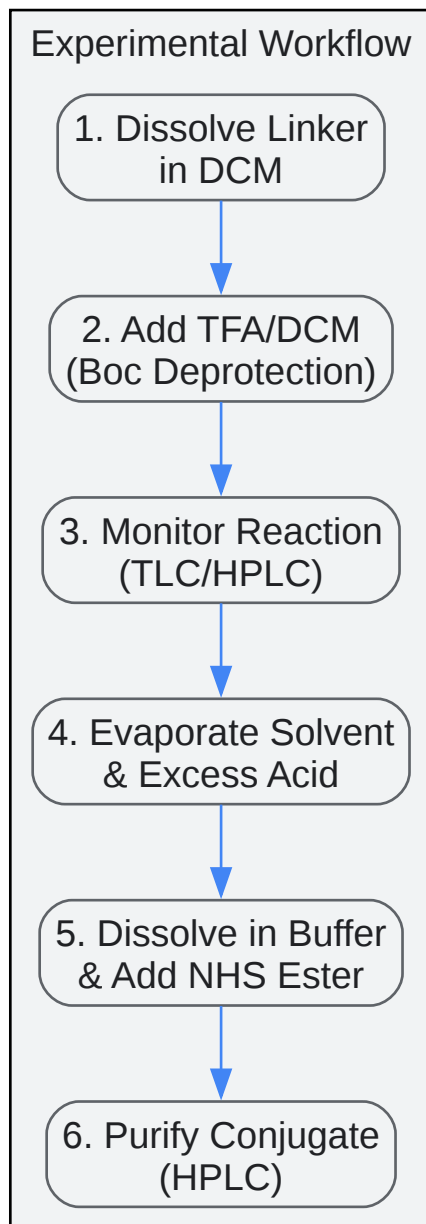 Experimental Workflow
1. Dissolve Linker
in DCM
2. Add TFA/DCM
(Boc Deprotection)
3. Monitor Reaction
(TLC/HPLC)
4. Evaporate Solvent
& Excess Acid
5. Dissolve in Buffer
& Add NHS Ester
6. Purify Conjugate
(HPLC)